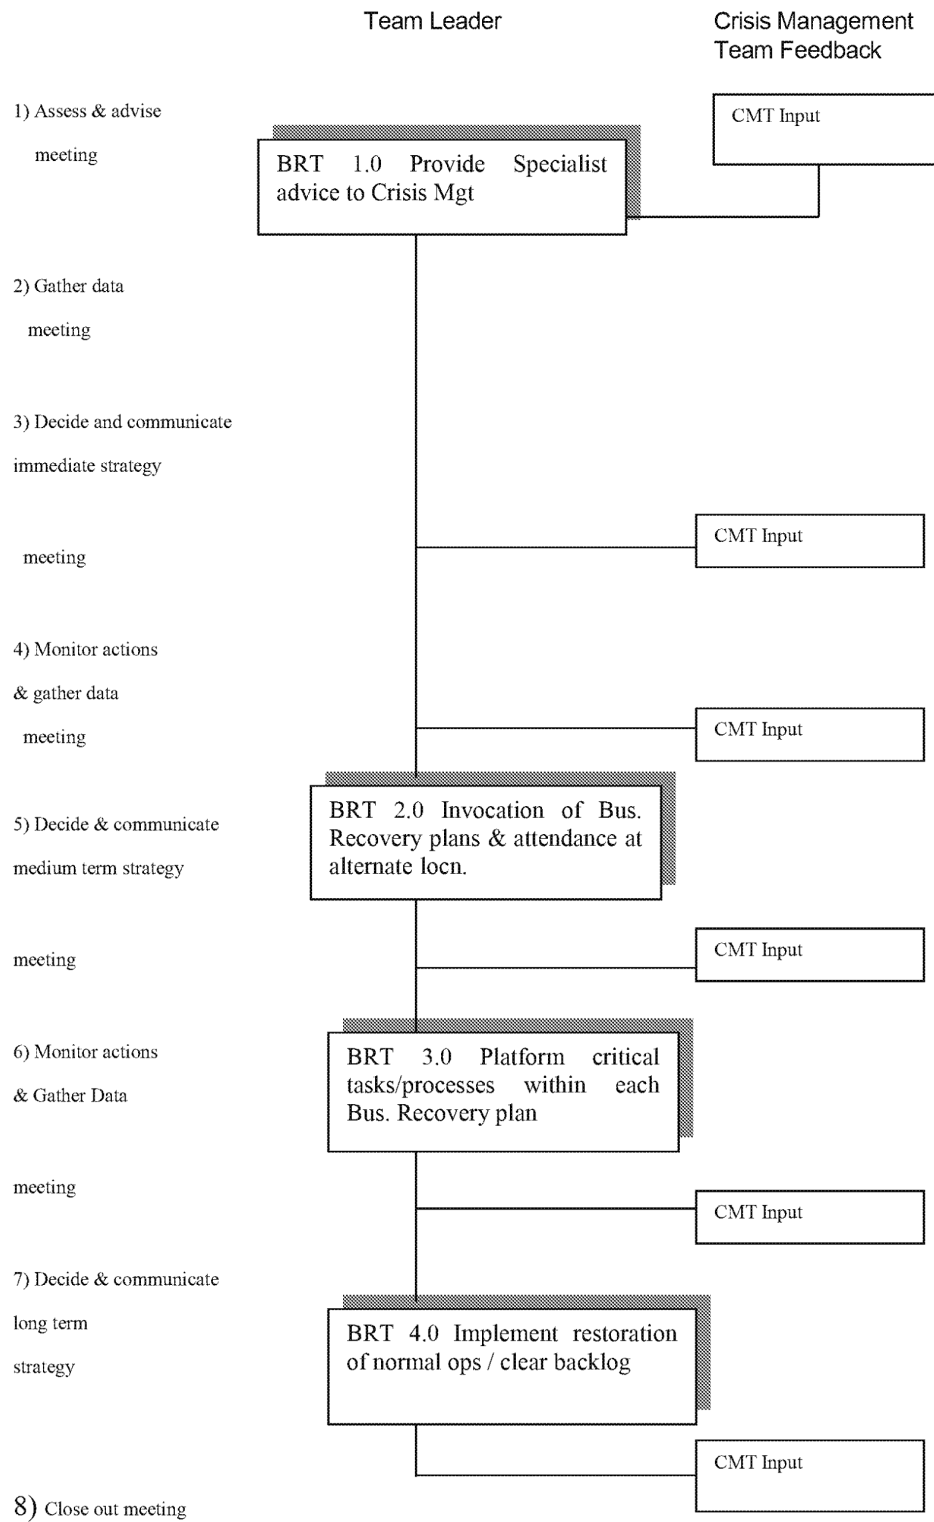 Team Leader
Crisis Management
Team Feedback
1) Assess & advise
meeting
CMT Input
BRT 1.0 Provide Specialist
advice to Crisis Mgt
2) Gather data
meeting
3) Decide and communicate
immediate strategy
CMT Input
meeting
4) Monitor actions
& gather data
meeting
CMT Input
BRT 2.0 Invocation of Bus.
Recovery plans & attendance at
alternate locn.
5) Decide & communicate
medium term strategy
meeting
CMT Input
6) Monitor actions
& Gather Data
BRT 3.0 Platform critical
tasks/processes within each
Bus. Recovery plan
meeting
CMT Input
7) Decide & communicate
long term
strategy
BRT 4.0 Implement restoration
of normal ops / clear backlog
CMT Input
8) Close out meeting